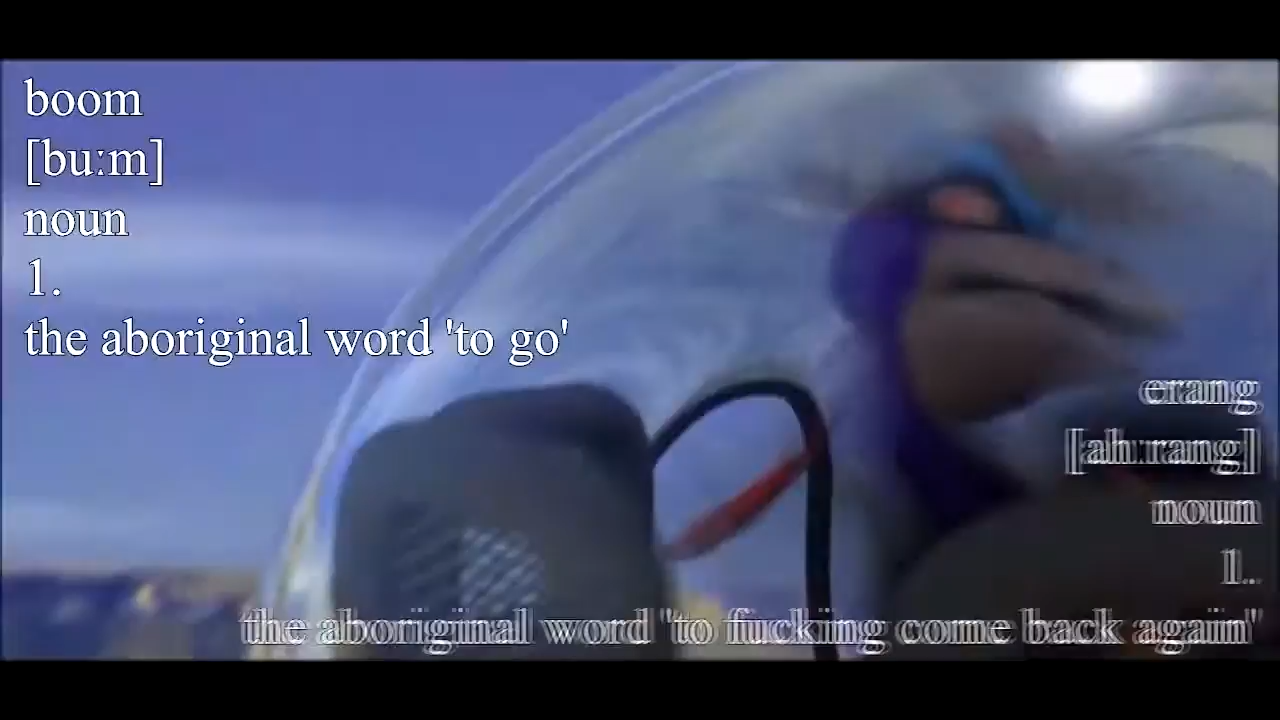 boom
[buːm]
noun
1.
the aboriginal word 'to go'
erang
[ah:rang]
noun
1.
the aboriginal word "to fucking come back again"